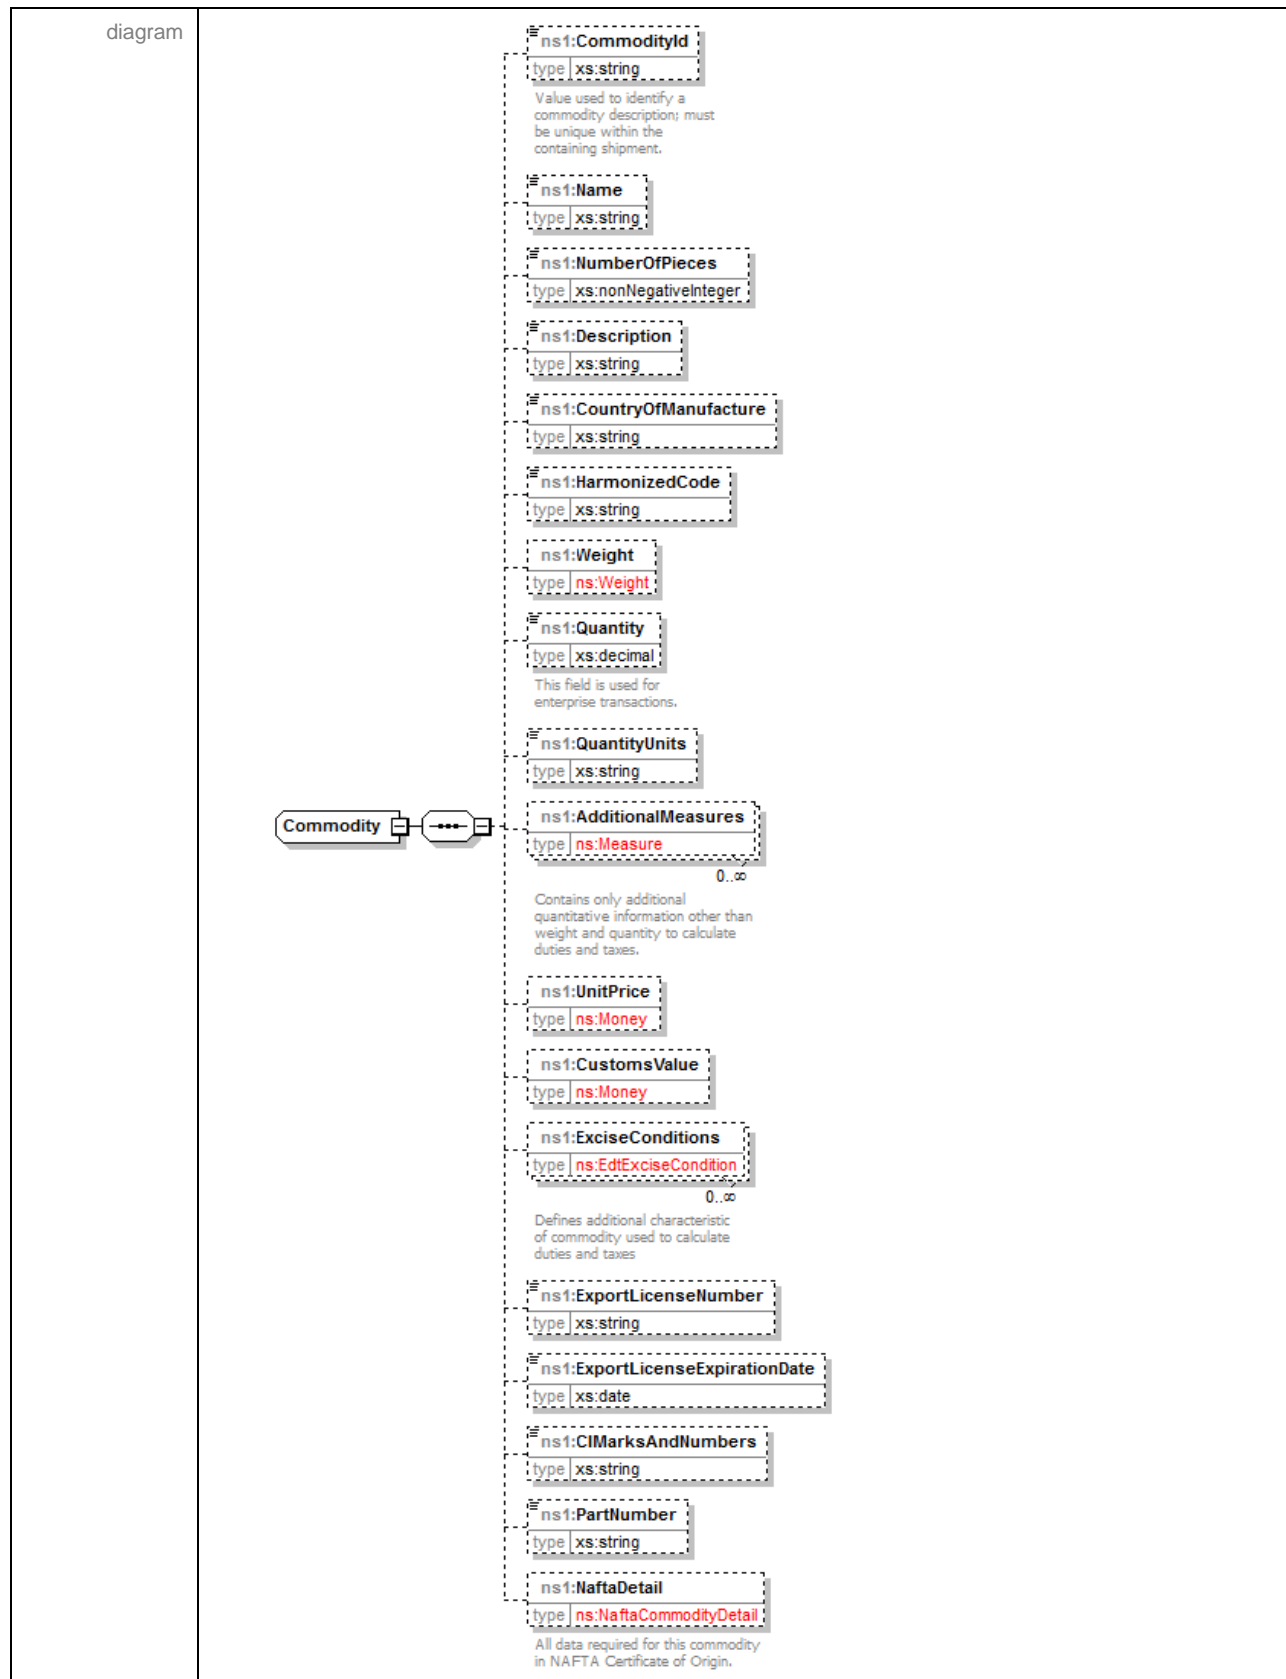 diagram
ns1:CommodityId
type xs:string
Value used to identify a
commodity description; must
be unique within the
containing shipment.
ns1:Name
type xs:string
ns1:NumberOfPieces
type xs:nonNegativeInteger
ns1:Description
type xs:string
ns1:CountryOfManufacture
type xs:string
ns1:HarmonizedCode
type xs:string
ns1:Weight
type ns:Weight
ns1:Quantity
type xs:decimal
This field is used for
enterprise transactions.
ns1:QuantityUnits
type xs:string
Commodity
ns1:AdditionalMeasures
type ns:Measure
0..∞
Contains only additional
quantitative information other than
weight and quantity to calculate
duties and taxes.
ns1:UnitPrice
type ns:Money
ns1:CustomsValue
type ns:Money
ns1:ExciseConditions
type ns:EdtExciseCondition
0..∞
Defines additional characteristic
of commodity used to calculate
duties and taxes
ns1:ExportLicenseNumber
type xs:string
ns1:ExportLicenseExpirationDate
type xs:date
ns1:CIMarksAndNumbers
type xs:string
ns1:PartNumber
type xs:string
ns1:NaftaDetail
type ns:NaftaCommodityDetail
All data required for this commodity
in NAFTA Certificate of Origin.